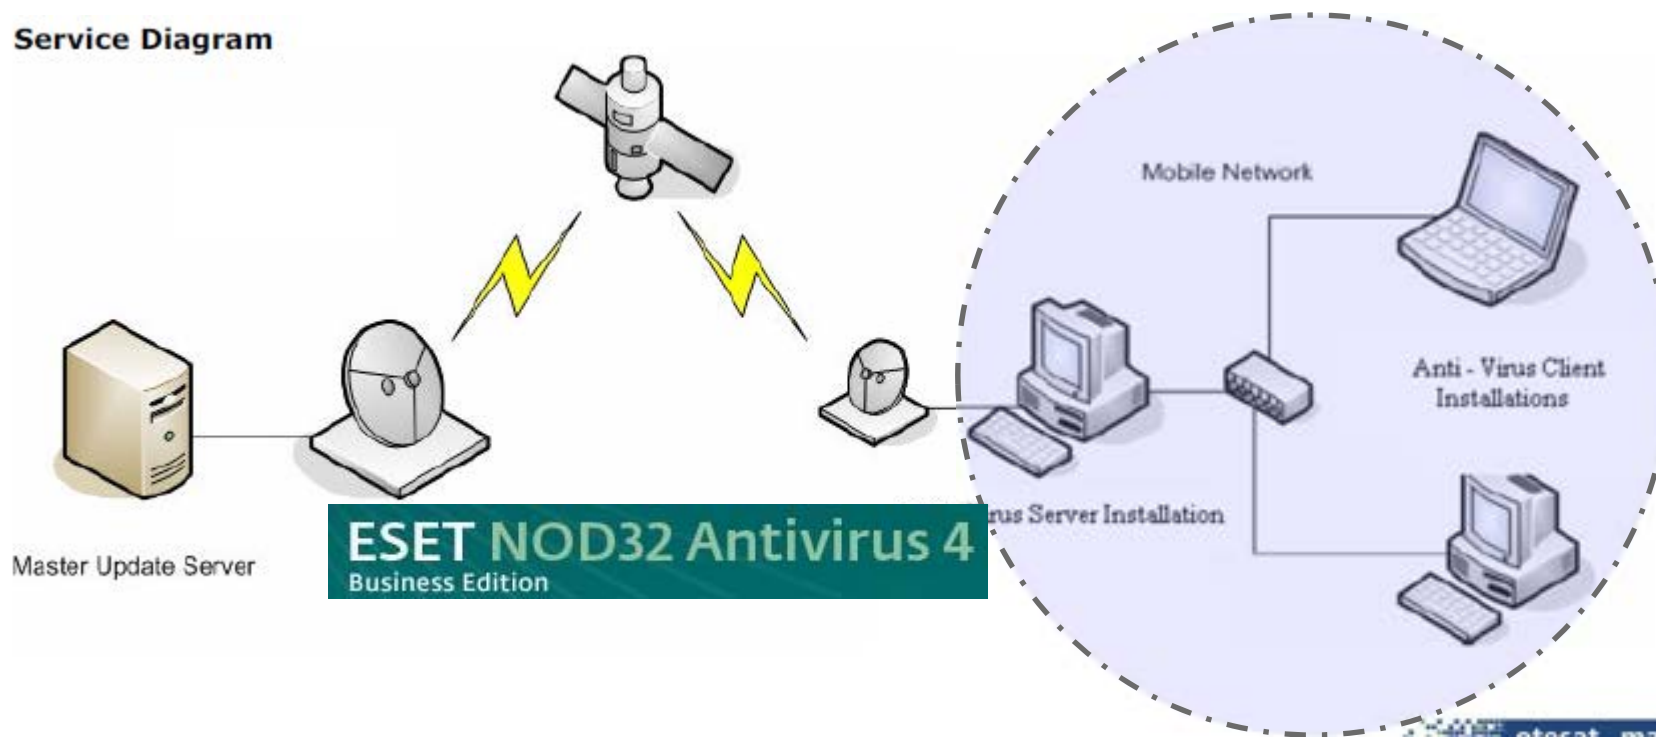 Service Diagram
Mobile Network
Anti - Virus Client
Installations
Server Installation
Master Update Server
ESET NOD32 Antivirus 4
Business Edition
otesat